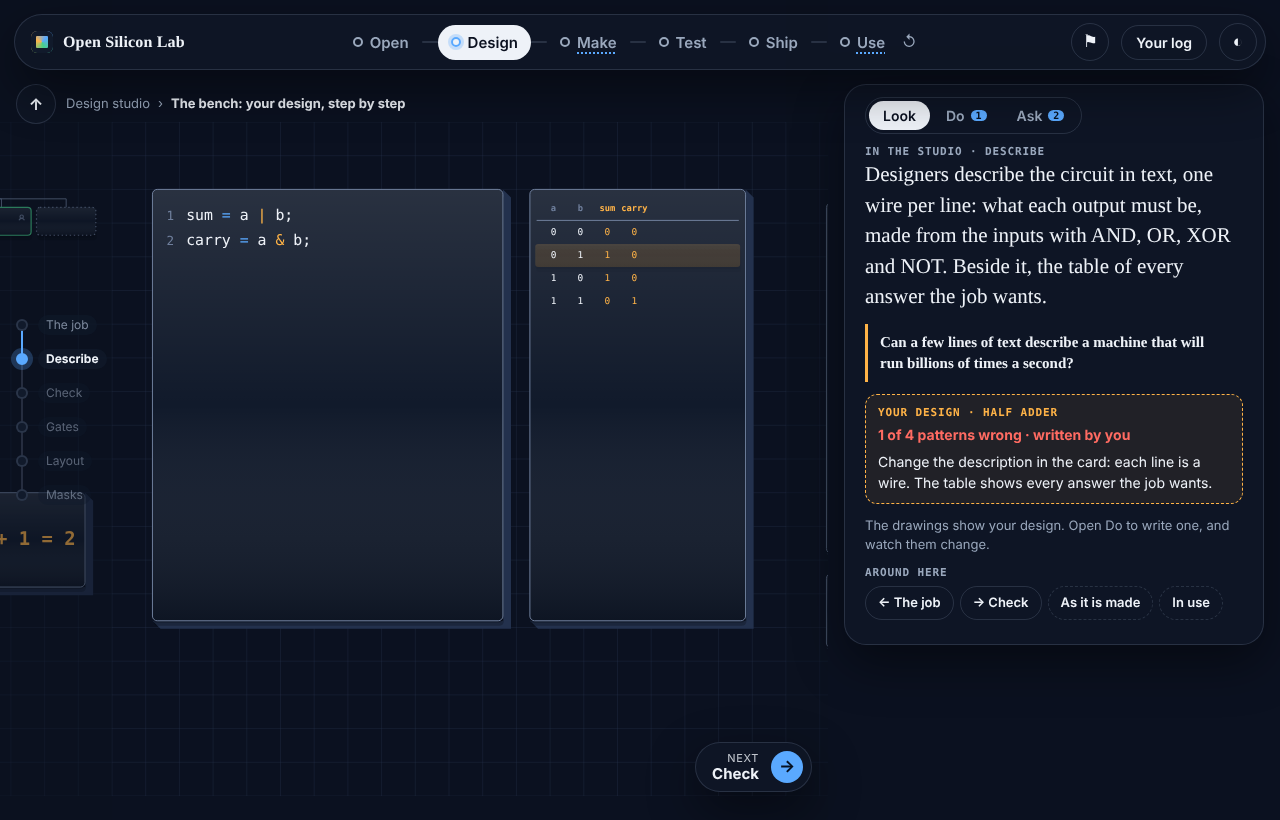 Open Silicon Lab
Open
Design
Make
Test
Ship
Use
Your log
Design studio › The bench: your design, step by step
The job
Describe
Check
Gates
Layout
Masks
+ 1 = 2
1 sum = a | b;
2 carry = a & b;
a b sum carry
0 0 0 0
0 1 1 0
1 0 1 0
1 1 0 1
NEXT
Check
Look
Do 1
Ask 2
IN THE STUDIO · DESCRIBE
Designers describe the circuit in text, one
wire per line: what each output must be,
made from the inputs with AND, OR, XOR
and NOT. Beside it, the table of every
answer the job wants.
Can a few lines of text describe a machine that will
run billions of times a second?
YOUR DESIGN · HALF ADDER
1 of 4 patterns wrong · written by you
Change the description in the card: each line is a
wire. The table shows every answer the job wants.
The drawings show your design. Open Do to write one, and
watch them change.
AROUND HERE
← The job
→ Check
As it is made
In use